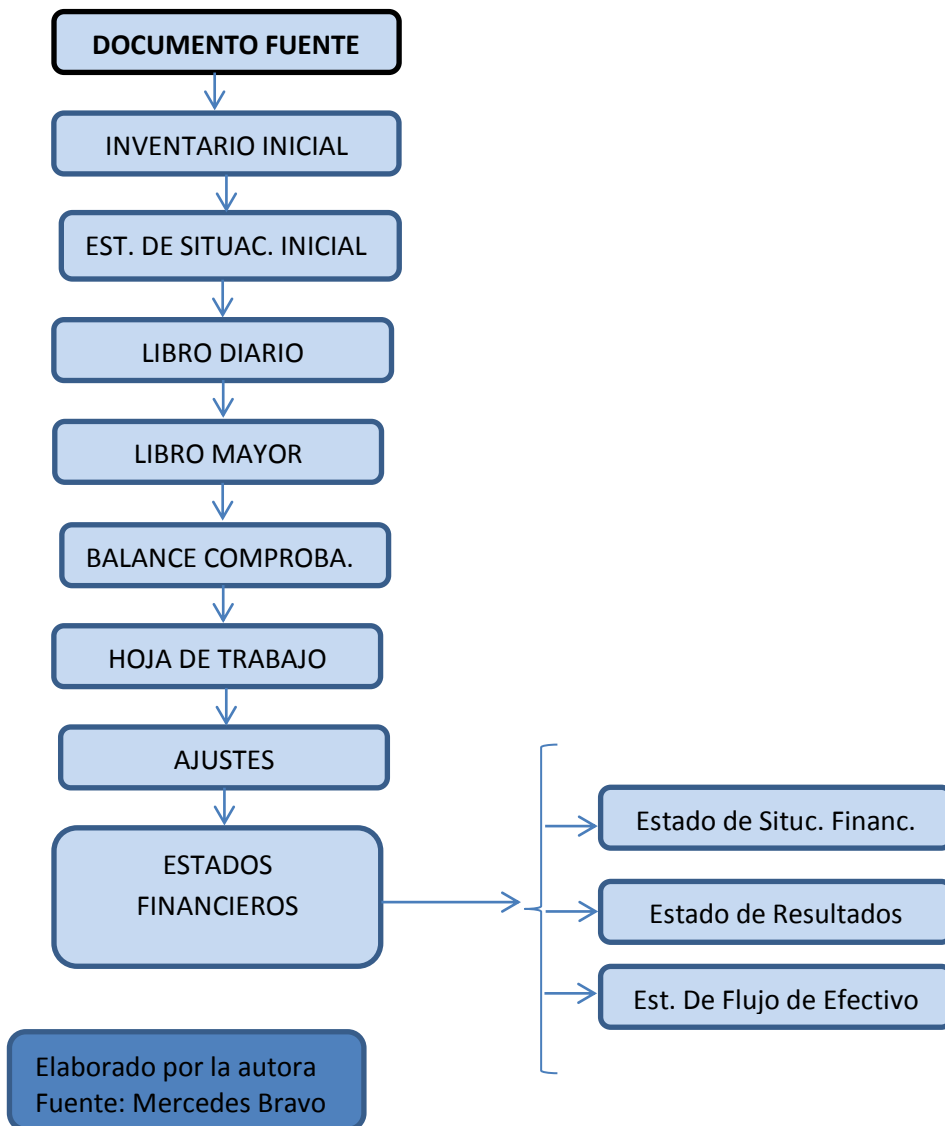 DOCUMENTO FUENTE
INVENTARIO INICIAL
EST. DE SITUAC. INICIAL
LIBRO DIARIO
LIBRO MAYOR
BALANCE COMPROBA.
HOJA DE TRABAJO
AJUSTES
ESTADOS
FINANCIEROS
Estado de Situc. Financ.
Estado de Resultados
Est. De Flujo de Efectivo
Elaborado por la autora
Fuente: Mercedes Bravo